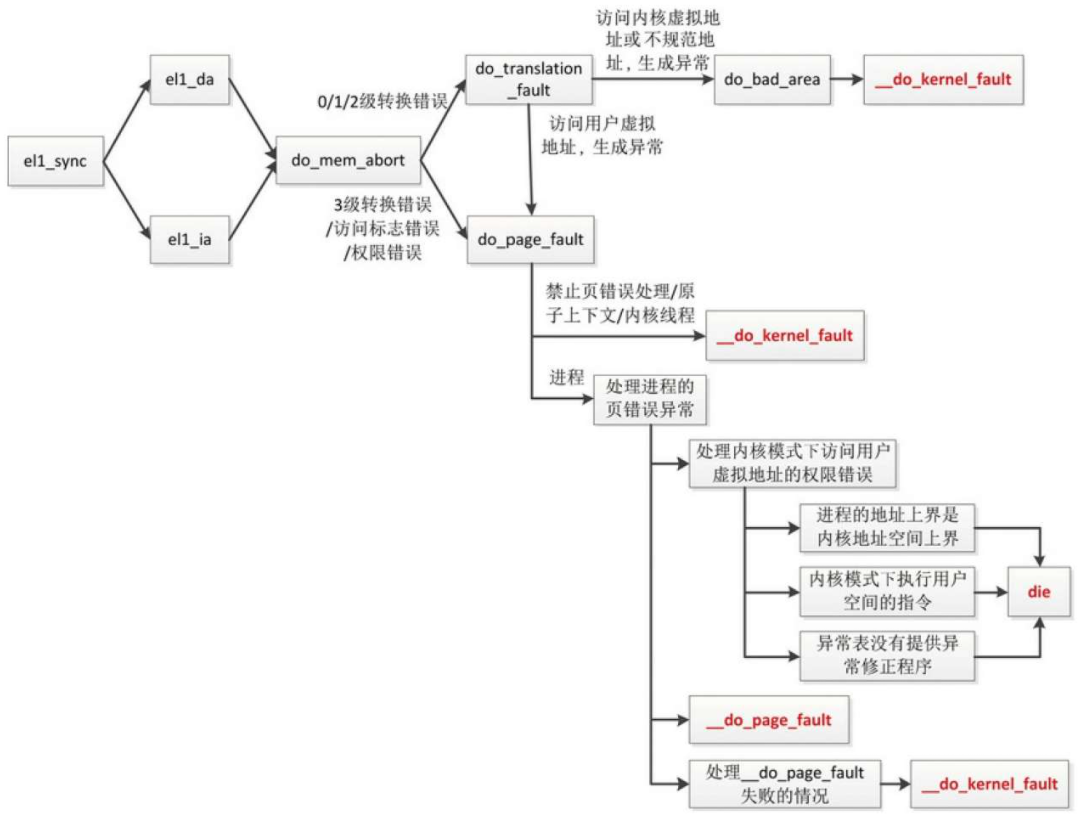 访问内核虚拟地
址或 不规范地
址，生成异常
el1_da
do_translation
_fault
do_bad_area
__do_kernel_fault
0/1/2级转换错误
访问用户虚拟
地址，生成异常
el1_sync
do_mem_abort
3级转换错误
/访问标志错误
/权限错误
el1_ia
do_page_fault
禁止页错误处理/原
子上下文/内核线程
__do_kernel_fault
进程
处理进程的
页错误异常
处理内核模式下访问用户
虚拟地址的权限错误
进程的地址上界是
内核地址空间上界
内核模式下执行用户
空间的指令
die
异常表没有提供异
常修正程序
__do_page_fault
处理__do_page_fault
失败的情况
__do_kernel_fault